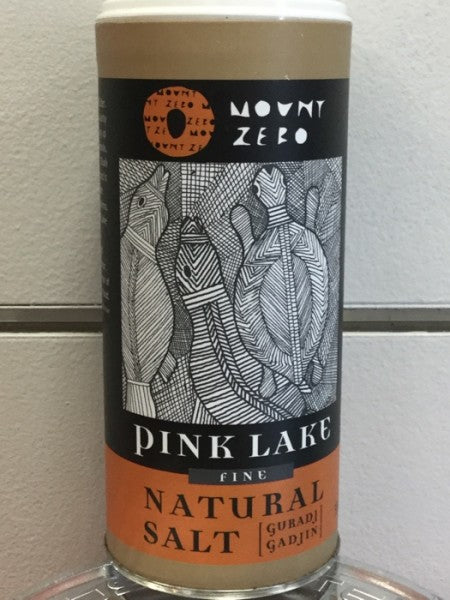 MOUNT
ZERO
PINK LAKE
FINE
NATURAL
SALT [GURADJ
GADJIN]